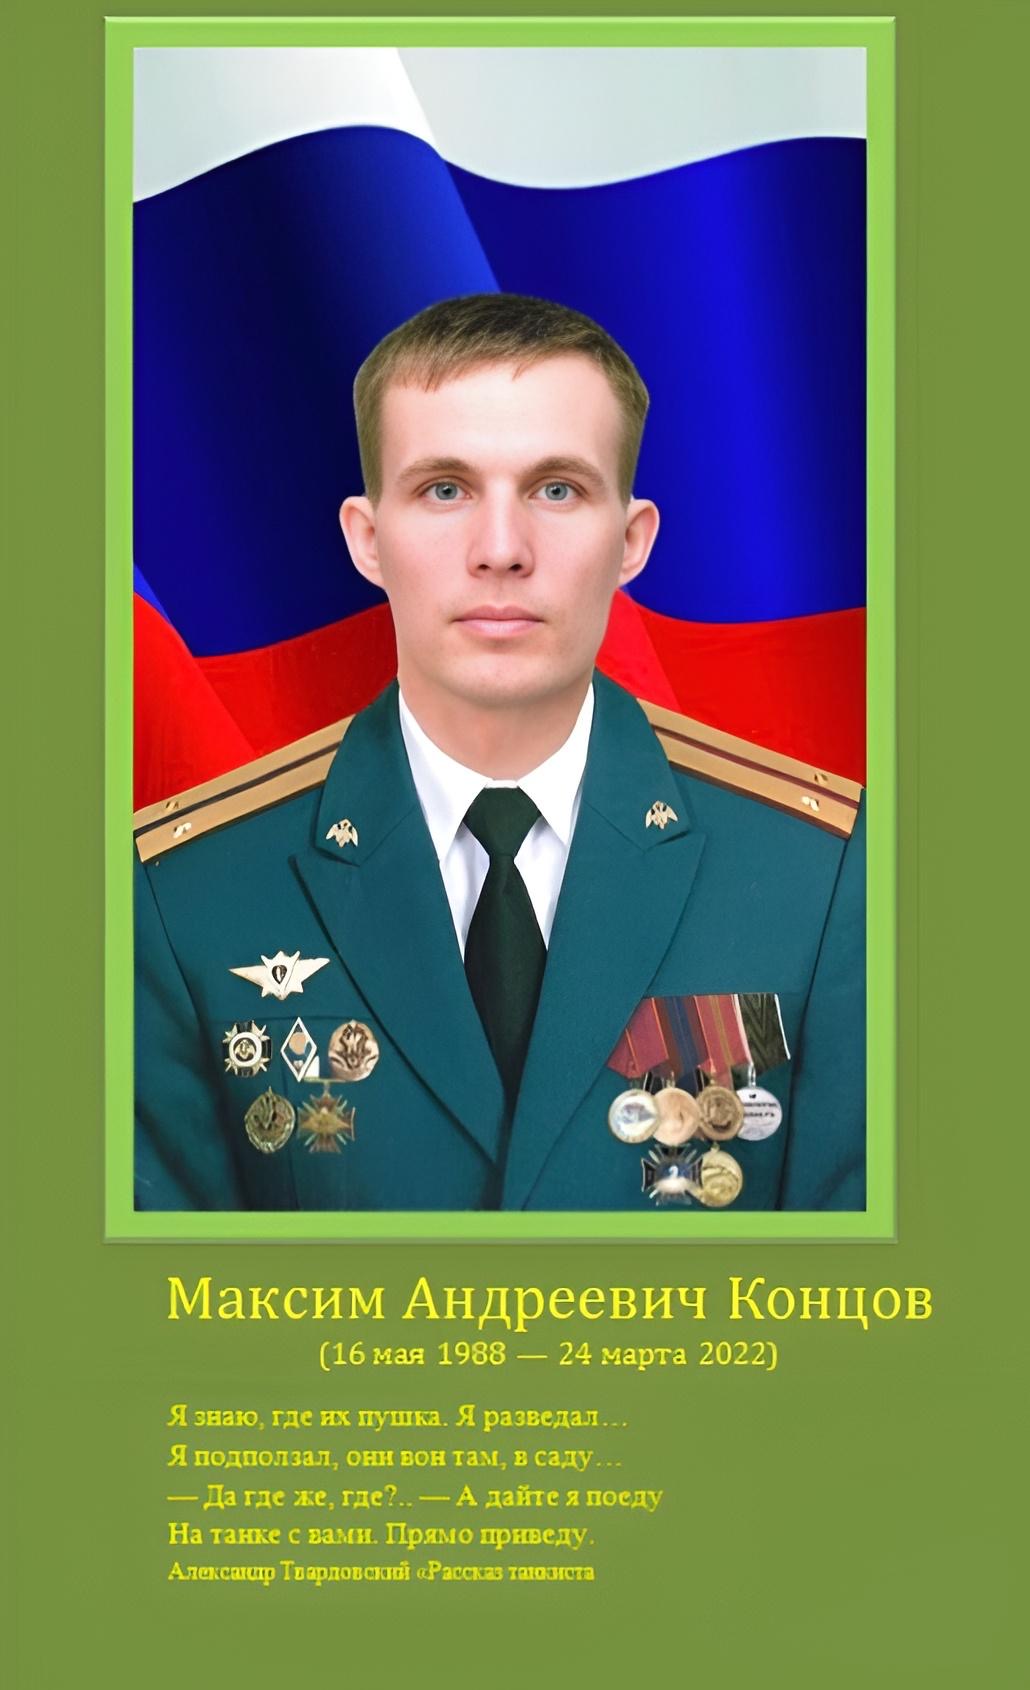 Максим Андреевич Концов
(16 мая 1988 — 24 марта 2022)
Я знаю, где их пушка. Я разведал...
Я подползал, они вон там, в саду...
— Да где же, где?.. — А дайте я поеду
На танке с вами. Прямо приведу.
Александр Твардовский «Рассказ танкиста